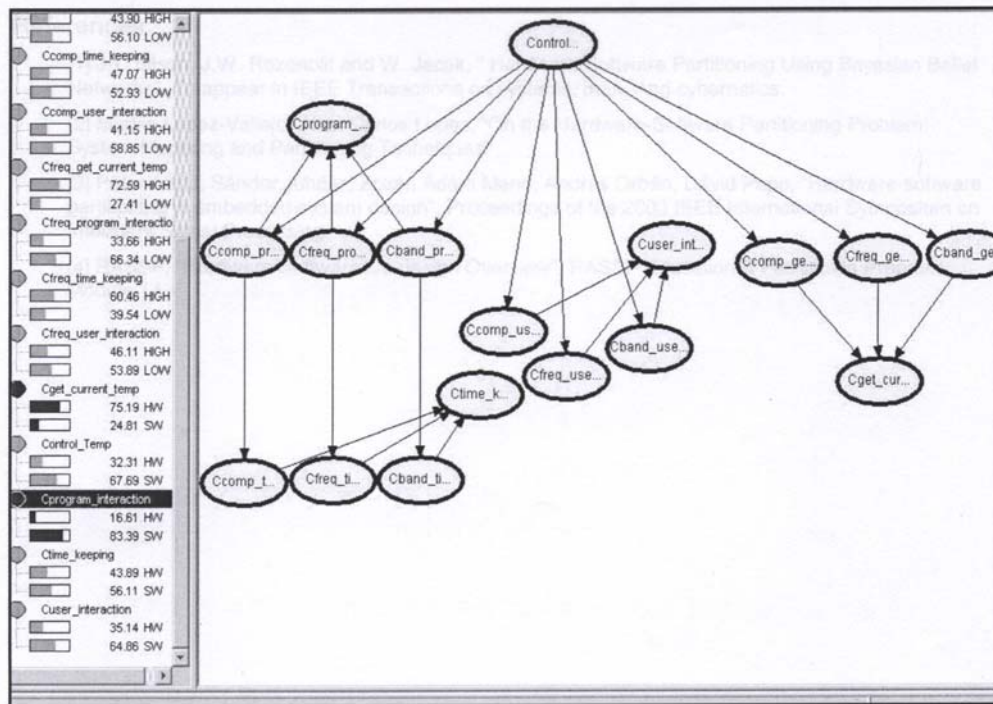 43.90 HIGH
56.10 LOW
Ccomp_time_keeping
47.07 HIGH
52.93 LOW
Ccomp_user_interaction
41.15 HIGH
58.85 LOW
Cfreq_get_current_temp
72.59 HIGH
27.41 LOW
Cfreq_program_interactio
33.66 HIGH
66.34 LOW
Cfreq_time_keeping
60.46 HIGH
39.54 LOW
Cfreq_user_interaction
46.11 HIGH
53.89 LOW
Cget_current_temp
75.19 HW
24.81 SW
Control_Temp
32.31 HW
67.69 SW
Cprogram_interaction
16.61 HW
83.39 SW
Ctime_keeping
43.89 HW
56.11 SW
Cuser_interaction
35.14 HW
64.86 SW
Control...
Cprogram_...
Ccomp_pr...
Cfreq_pro...
Cband_pr...
Cuser_int...
Ccomp_ge...
Cfreq_ge...
Cband_ge
Ccomp_us...
Cband_use...
Cfreq_use...
Cget_cur...
Ctime_k...
Ccomp_t...
Cfreq_ti...
Cband_ti...